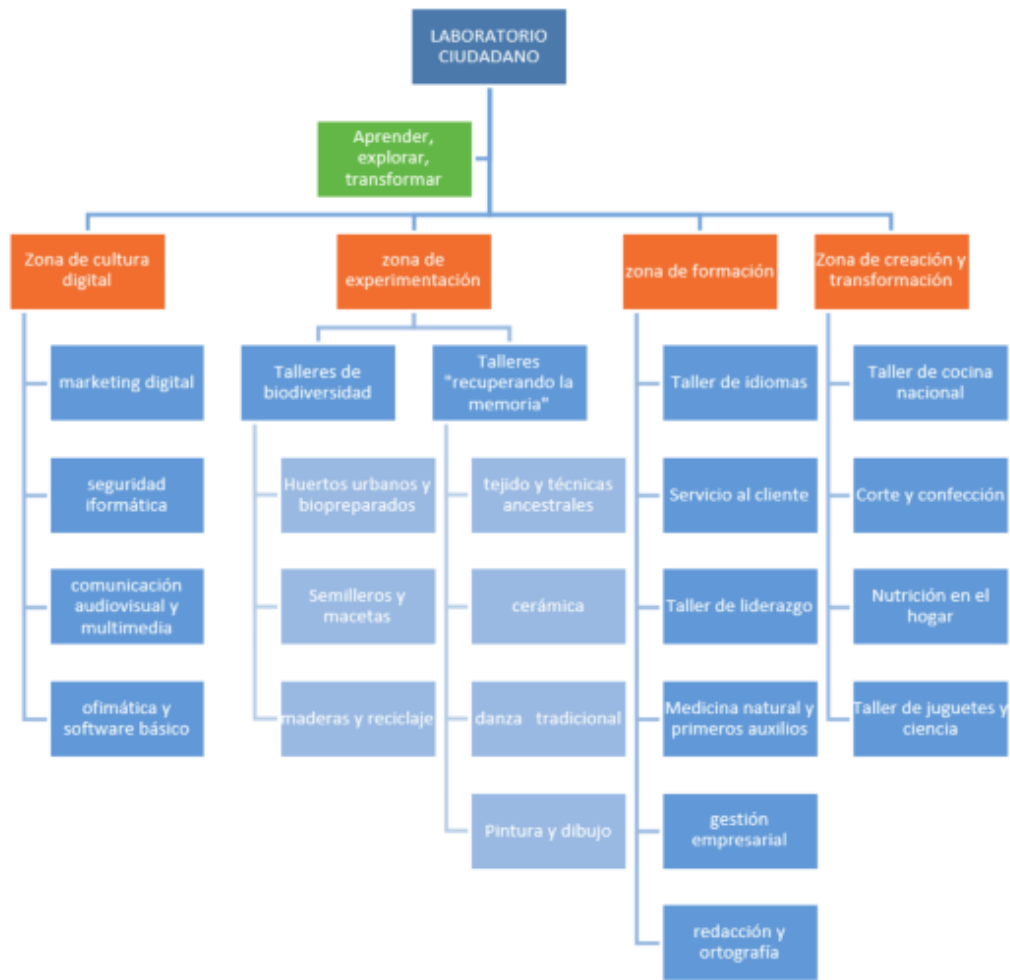 LABORATORIO
CIUDADANO
Aprender,
explorar,
transformar
Zona de cultura
digital
zona de
experimentación
zona de formación
Zona de creación y
transformación
marketing digital
seguridad
iformática
comunicación
audiovisual y
multimedia
ofimática y
software básico
Talleres de
biodiversidad
Huertos urbanos y
biopreparados
Semilleros y
macetas
maderas y reciclaje
Talleres
"recuperando la
memoria"
tejido y técnicas
ancestrales
cerámica
danza tradicional
Pintura y dibujo
Taller de idiomas
Servicio al cliente
Taller de liderazgo
Medicina natural y
primeros auxilios
gestión
empresarial
redacción y
ortografía
Taller de cocina
nacional
Corte y confección
Nutrición en el
hogar
Taller de juguetes y
ciencia